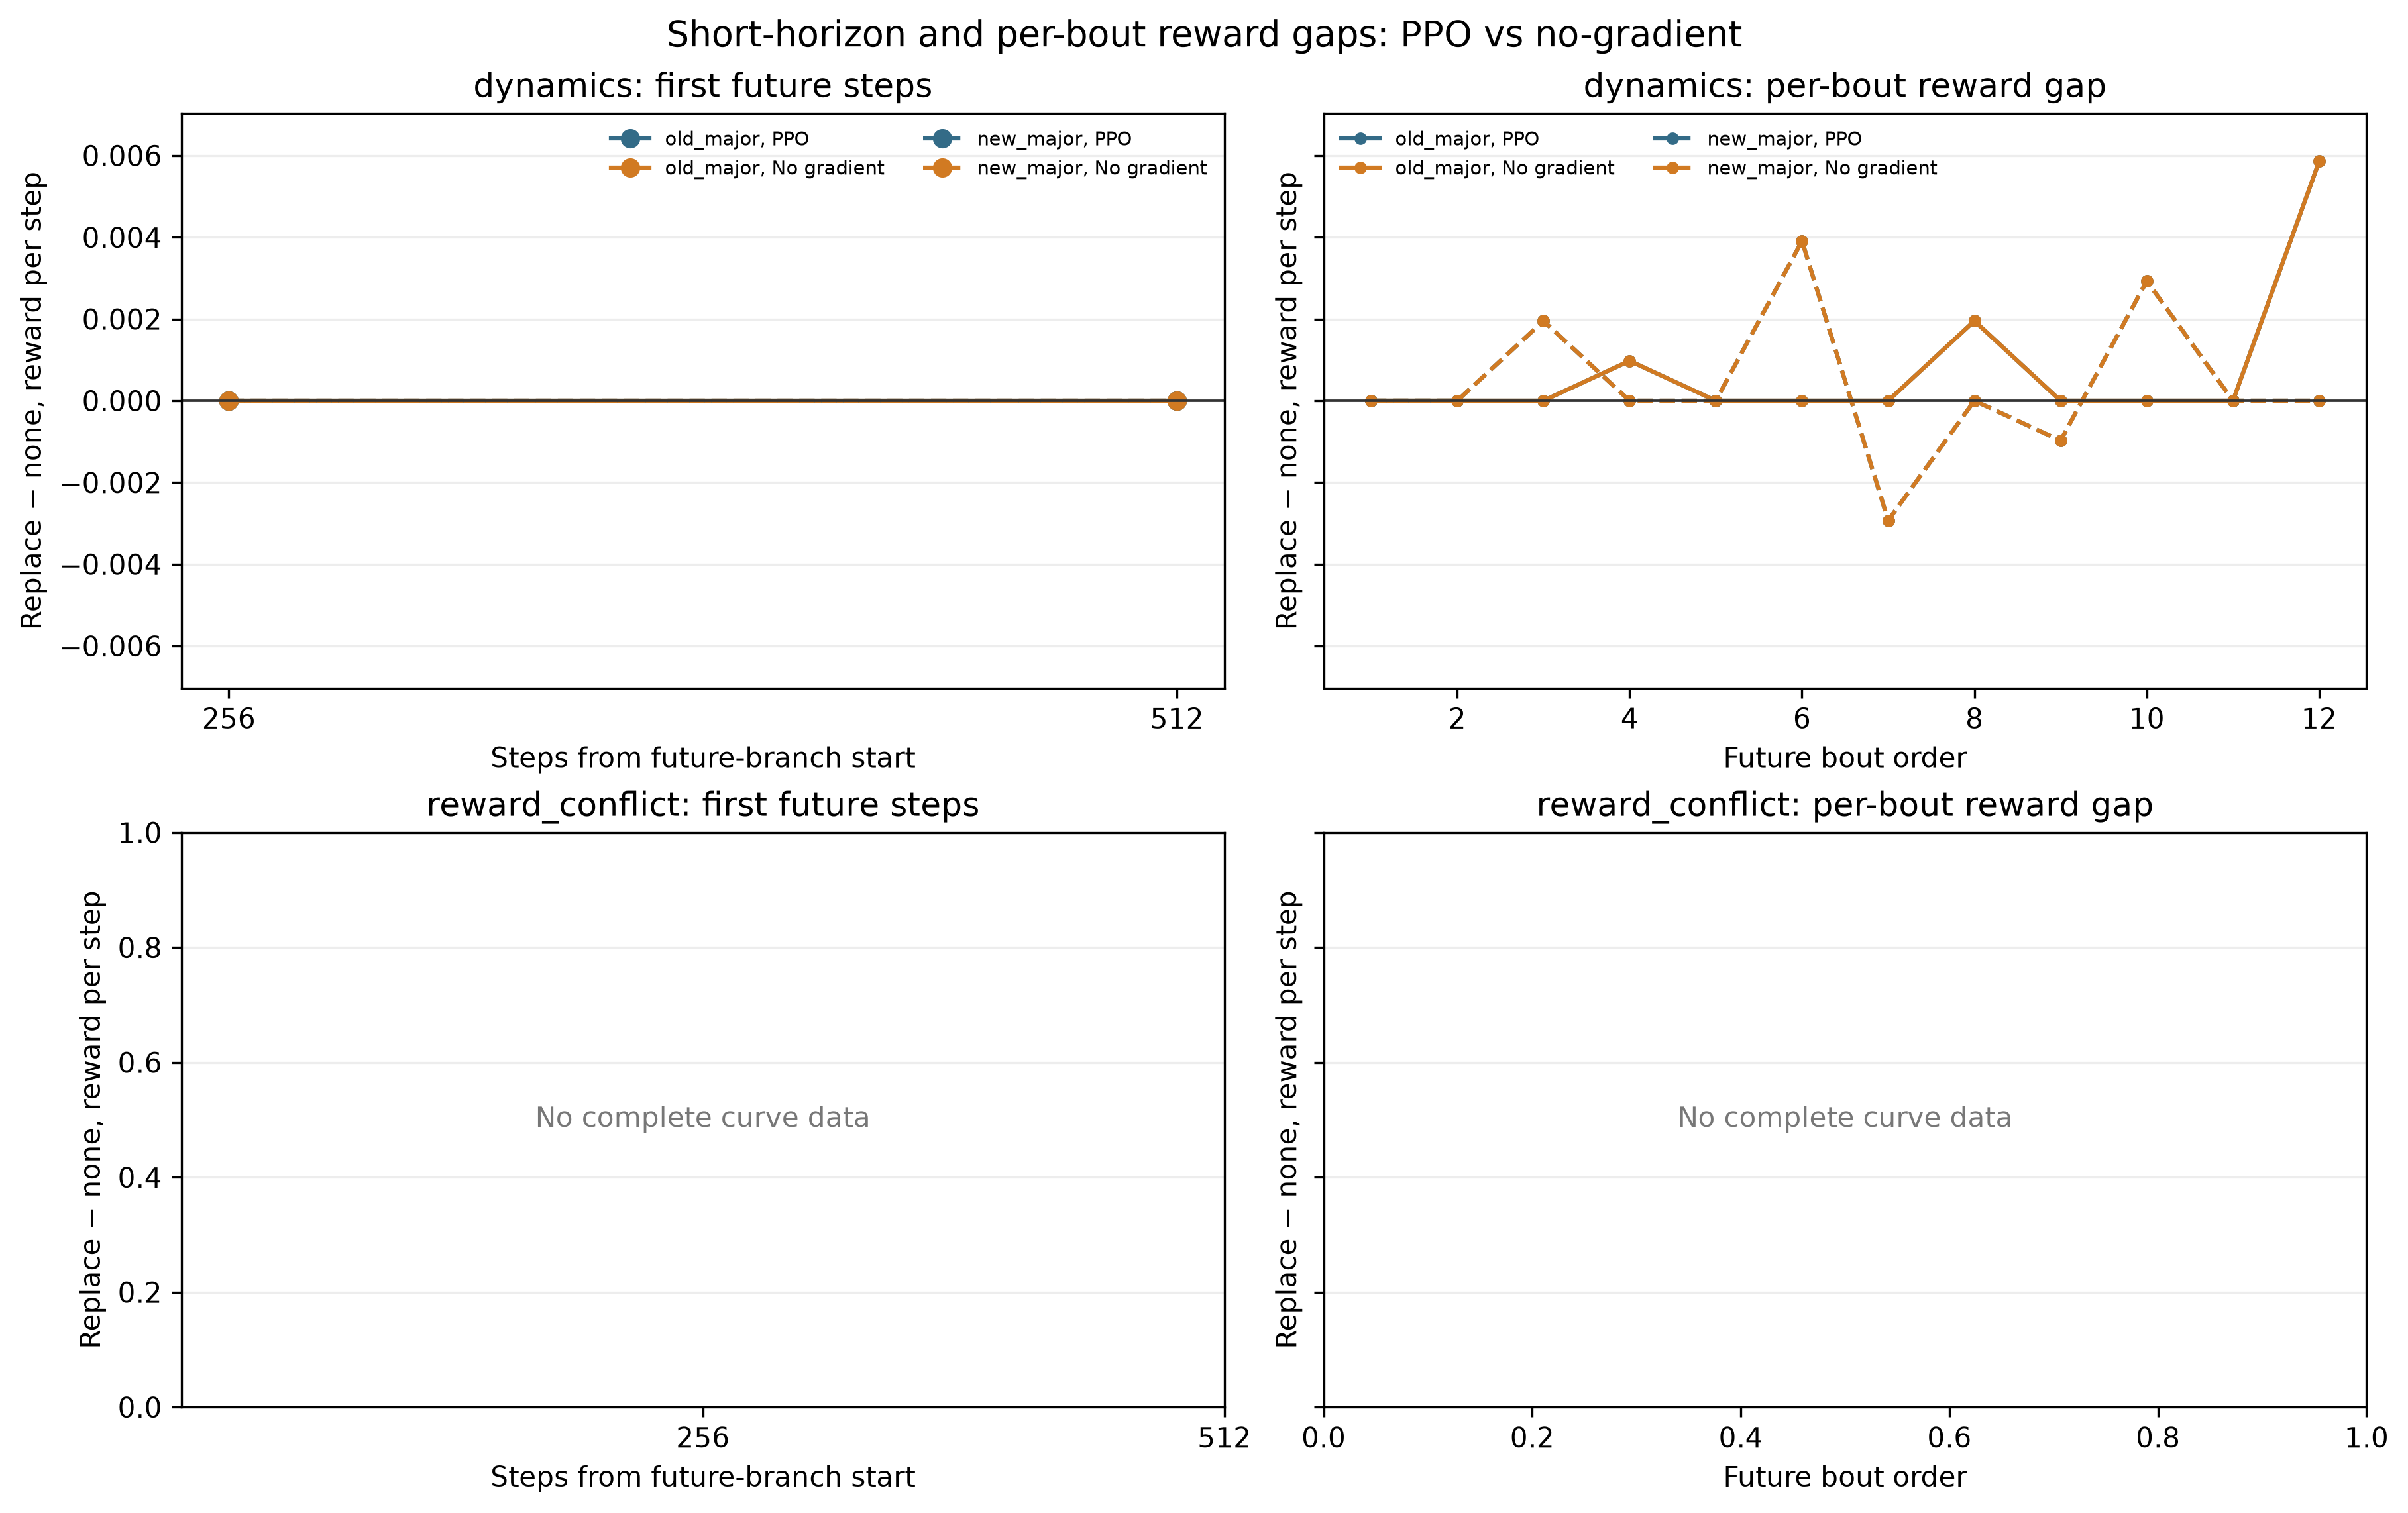 Short-horizon and per-bout reward gaps: PPO vs no-gradient
dynamics: first future steps
old_major, PPO
old_major, No gradient
new_major, PPO
new_major, No gradient
Replace − none, reward per step
0.006
0.004
0.002
0.000
−0.002
−0.004
−0.006
256
512
Steps from future-branch start
dynamics: per-bout reward gap
old_major, PPO
old_major, No gradient
new_major, PPO
new_major, No gradient
Replace − none, reward per step
2
4
6
8
10
12
Future bout order
reward_conflict: first future steps
Replace − none, reward per step
1.0
0.8
0.6
0.4
0.2
0.0
No complete curve data
256
512
Steps from future-branch start
reward_conflict: per-bout reward gap
Replace − none, reward per step
No complete curve data
0.0
0.2
0.4
0.6
0.8
1.0
Future bout order